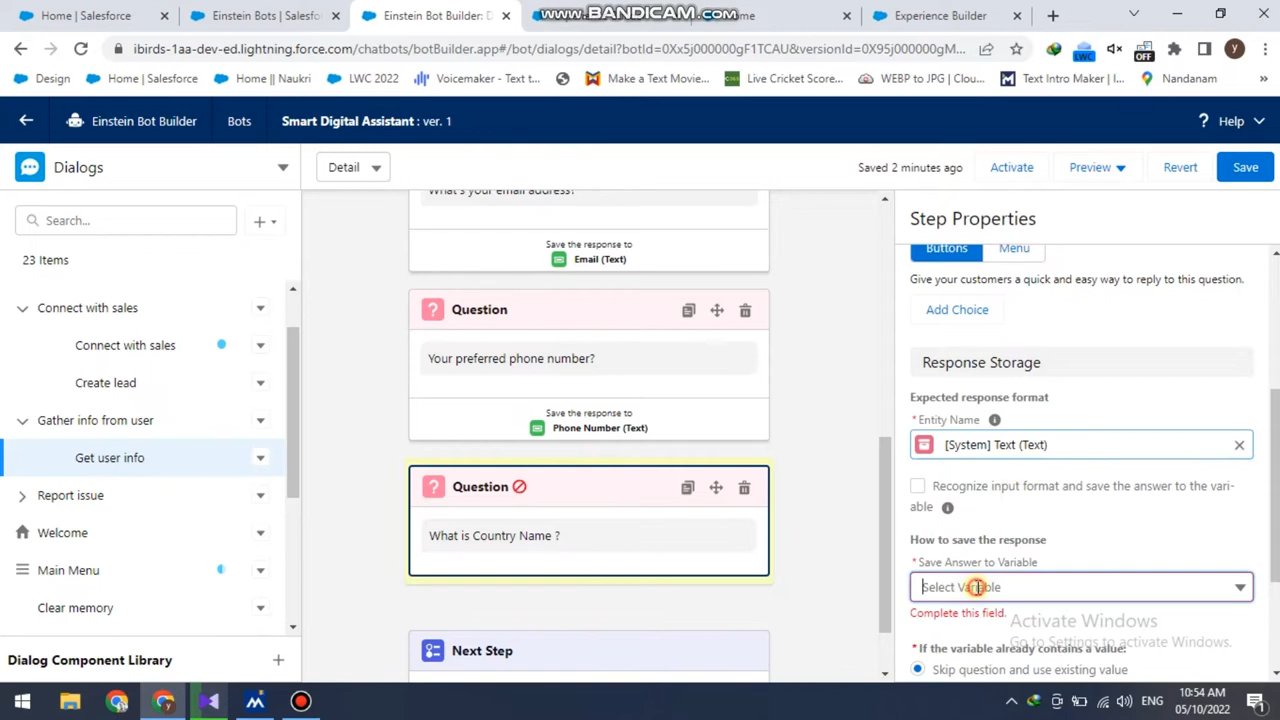 Home | Salesforce
Einstein Bots | Salesfo
Einstein Bot Builder: D
www.BANDICAM.com
me
Experience Builder
ibirds-1aa-dev-ed.lightning.force.com/chatbots/botBuilder.app#/bot/dialogs/detail?botId=0Xx5j000000gF1TCAU&versionId=0X95j000000gM...
Design
Home | Salesforce
Home || Naukri
LWC 2022
Voicemaker - Text t...
Make a Text Movie...
Live Cricket Score...
WEBP to JPG | Clou...
Text Intro Maker | I...
Nandanam
LWC
OFF
y
Einstein Bot Builder
Bots
Smart Digital Assistant : ver. 1
? Help
Dialogs
Detail
Saved 2 minutes ago
Activate
Preview
Revert
Save
Search...
23 Items
Connect with sales
Connect with sales
Create lead
Gather info from user
Get user info
Report issue
Welcome
Main Menu
Clear memory
Dialog Component Library
What's your email address?
Save the response to
Email (Text)
Question
Your preferred phone number?
Save the response to
Phone Number (Text)
Question
What is Country Name ?
Next Step
Step Properties
Buttons
Menu
Give your customers a quick and easy way to reply to this question.
Add Choice
Response Storage
Expected response format
* Entity Name
[System] Text (Text)
Recognize input format and save the answer to the vari-
able
How to save the response
* Save Answer to Variable
Select Variable
Complete this field.
Activate Windows
Go to Settings to activate Windows.
* If the variable already contains a value:
Skip question and use existing value
ENG
10:54 AM
05/10/2022
1